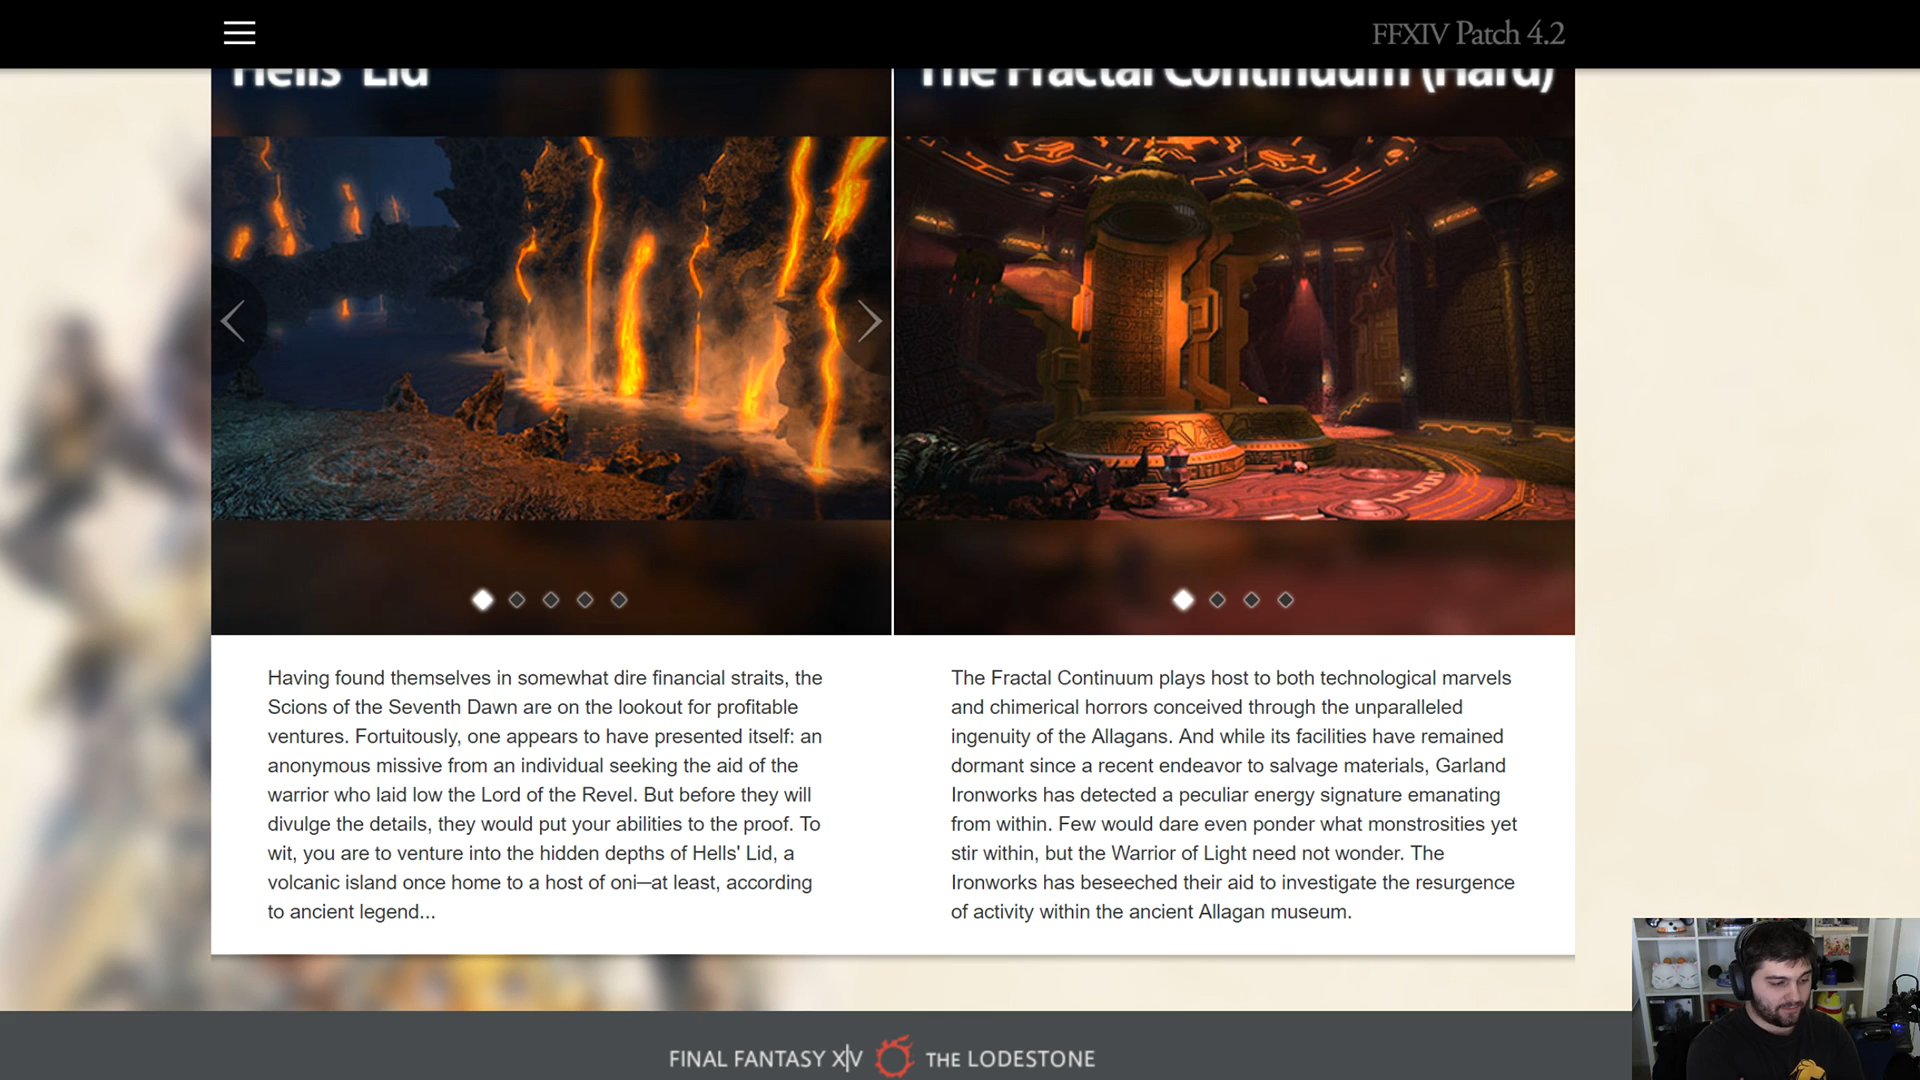 FFXIV Patch 4.2
Hells' Lid
The Fractal Continuum (Hard)
Having found themselves in somewhat dire financial straits, the
Scions of the Seventh Dawn are on the lookout for profitable
ventures. Fortuitously, one appears to have presented itself: an
anonymous missive from an individual seeking the aid of the
warrior who laid low the Lord of the Revel. But before they will
divulge the details, they would put your abilities to the proof. To
wit, you are to venture into the hidden depths of Hells' Lid, a
volcanic island once home to a host of oni—at least, according
to ancient legend...
The Fractal Continuum plays host to both technological marvels
and chimerical horrors conceived through the unparalleled
ingenuity of the Allagans. And while its facilities have remained
dormant since a recent endeavor to salvage materials, Garland
Ironworks has detected a peculiar energy signature emanating
from within. Few would dare even ponder what monstrosities yet
stir within, but the Warrior of Light need not wonder. The
Ironworks has beseeched their aid to investigate the resurgence
of activity within the ancient Allagan museum.
FINAL FANTASY XIV THE LODESTONE